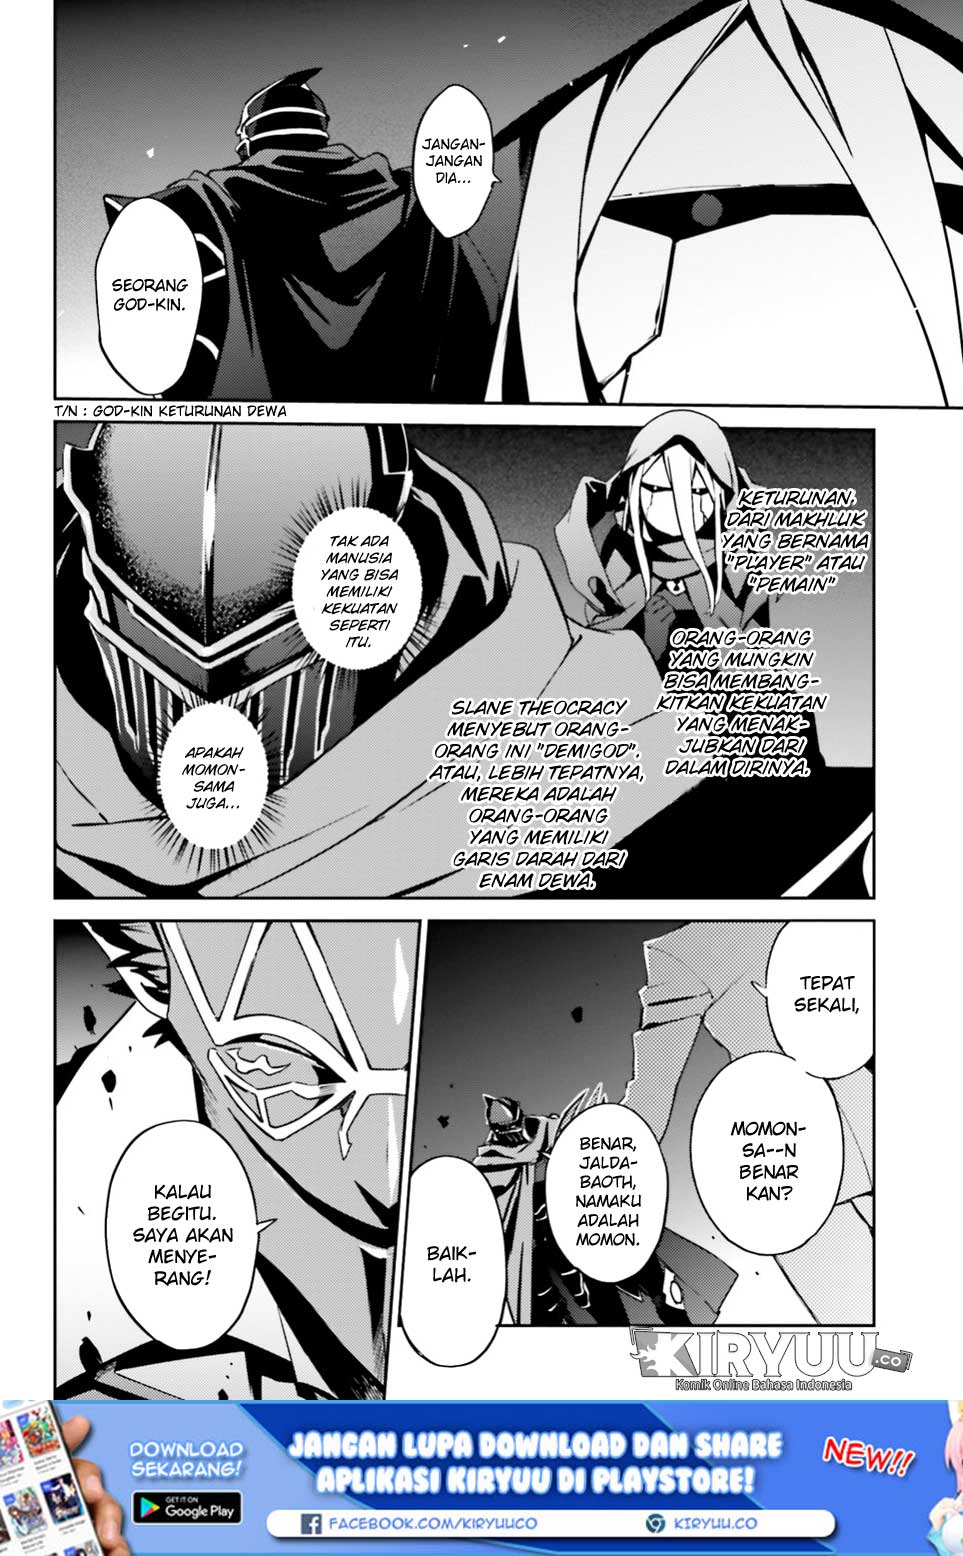 JANGAN-
JANGAN
DIA...
SEORANG
GOD-KIN.
T/N : GOD-KIN KETURUNAN DEWA
KETURUNAN
DARI MAKHLUK
YANG BERNAMA
"PLAYER" ATAU
"PEMAIN"
ORANG-ORANG
YANG MUNGKIN
BISA MEMBANG-
KITKAN KEKUATAN
YANG MENAK-
JUBKAN DARI
DALAM DIRINYA.
SLANE THEOCRACY
MENYEBUT ORANG-
ORANG INI "DEMIGOD".
ATAU, LEBIH TEPATNYA,
MEREKA ADALAH
ORANG-ORANG
YANG MEMILIKI
GARIS DARAH DARI
ENAM DEWA.
TAK ADA
MANUSIA
YANG BISA
MEMILIKI
KEKUATAN
SEPERTI
ITU.
APAKAH
MOMON-
SAMA
JUGA...
TEPAT
SEKALI,
MOMON-
SA--N
BENAR
KAN?
BENAR,
JALDA-
BAOTH,
NAMAKU
ADALAH
MOMON.
BAIK-
LAH.
KALAU
BEGITU.
SAYA AKAN
MENYE-
RANG!
KIRYUU.CO
Komik Online Bahasa Indonesia
DOWNLOAD
SEKARANG!
GET IT ON
Google Play
JANGAN LUPA DOWNLOAD DAN SHARE
APLIKASI KIRYUU DI PLAYSTORE!
NEW!!
FACEBOOK.COM/KIRYUUCO
KIRYUU.CO